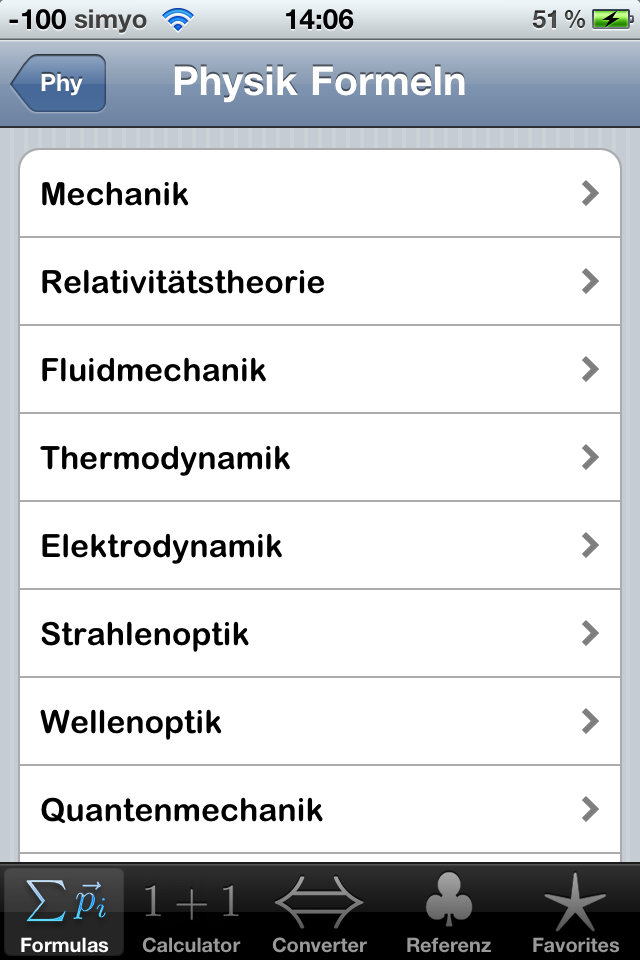 -100 simyo 14:06 51 %
Phy
Physik Formeln
Mechanik
Relativitätstheorie
Fluidmechanik
Thermodynamik
Elektrodynamik
Strahlenoptik
Wellenoptik
Quantenmechanik
∑ p⃗ᵢ 1 + 1
Formulas Calculator Converter Referenz Favorites